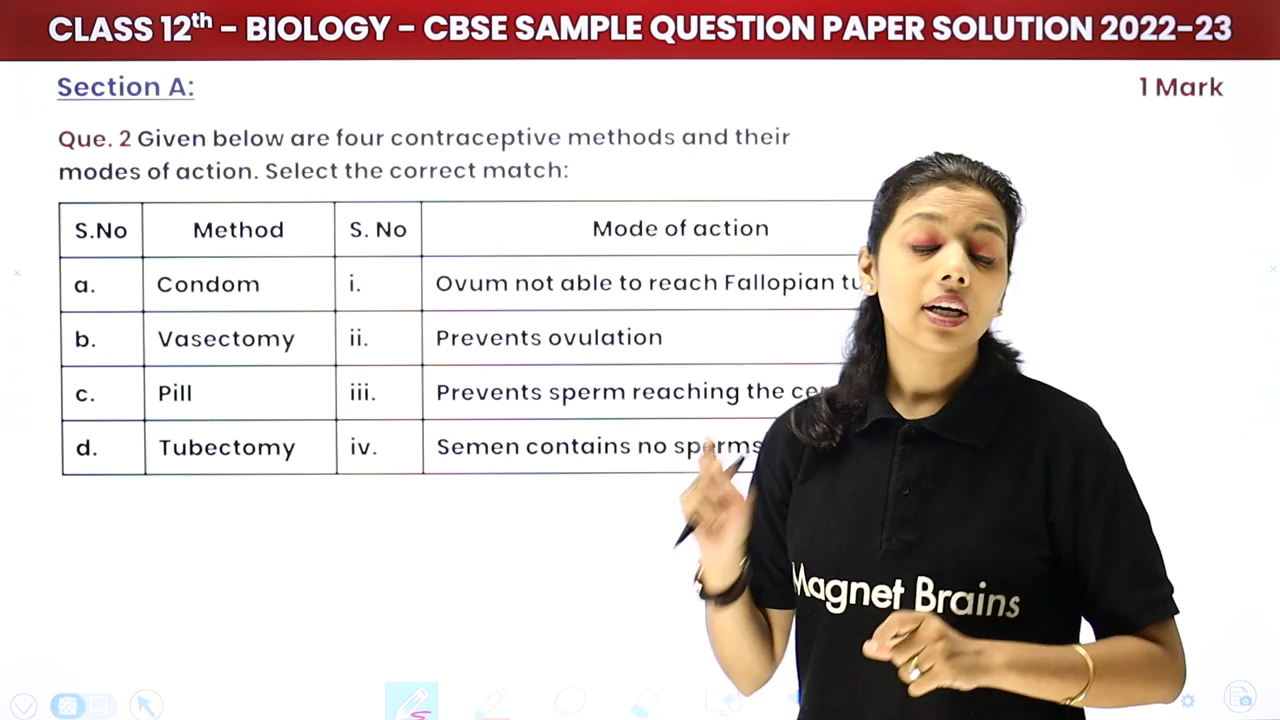 CLASS 12th – BIOLOGY – CBSE SAMPLE QUESTION PAPER SOLUTION 2022-23
Section A:
1 Mark
Que. 2 Given below are four contraceptive methods and their
modes of action. Select the correct match:
S.No Method S. No Mode of action
a. Condom i. Ovum not able to reach Fallopian
b. Vasectomy ii. Prevents ovulation
c. Pill iii. Prevents sperm reaching the
d. Tubectomy iv. Semen contains no sperms
Magnet Brains